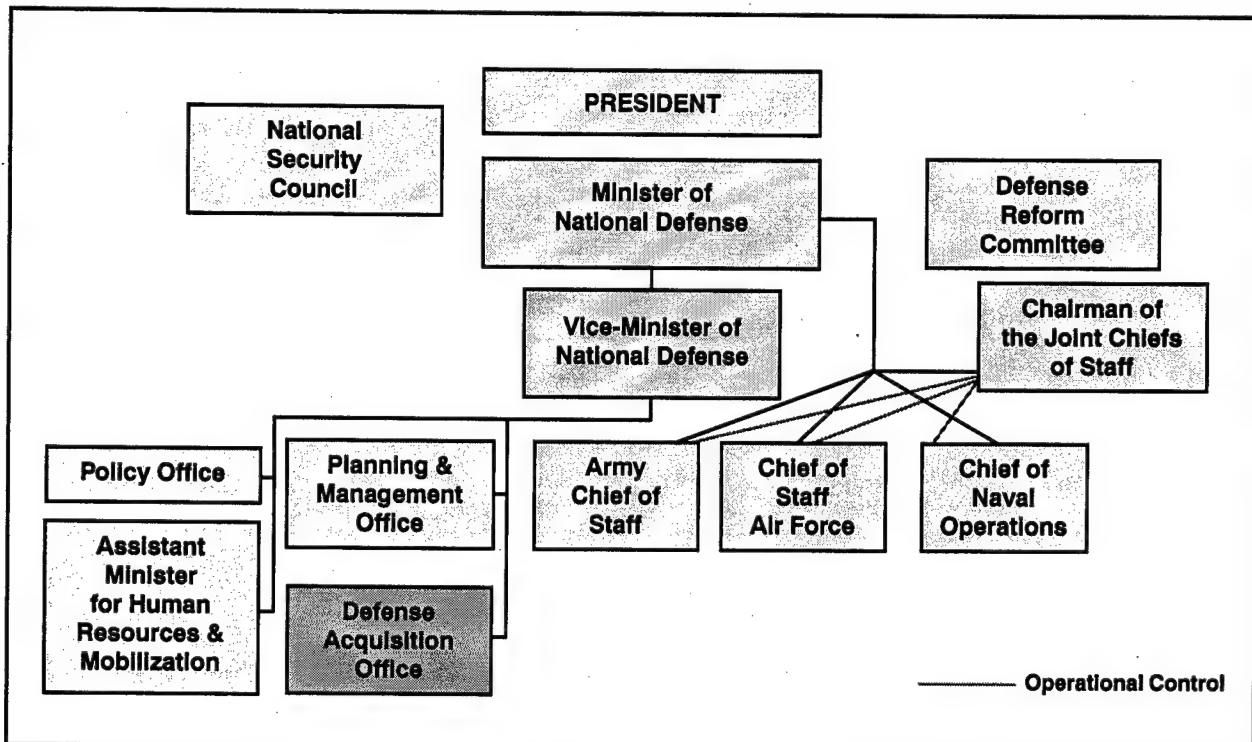 PRESIDENT
National
Security
Council
Minister of
National Defense
Defense
Reform
Committee
Vice-Minister of
National Defense
Chairman of
the Joint Chiefs
of Staff
Policy Office
Planning &
Management
Office
Army
Chief of
Staff
Chief of
Staff
Air Force
Chief of
Naval
Operations
Assistant
Minister
for Human
Resources &
Mobilization
Defense
Acquisition
Office
Operational Control